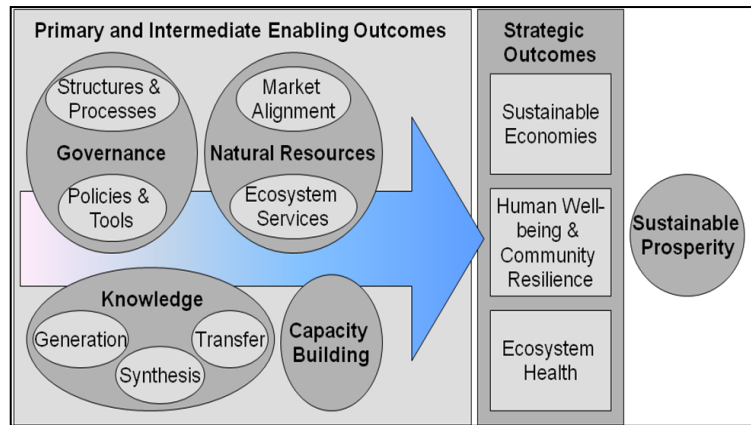 Primary and Intermediate Enabling Outcomes
Structures &
Processes
Governance
Policies &
Tools
Market
Alignment
Natural Resources
Ecosystem
Services
Knowledge
Generation
Synthesis
Transfer
Capacity
Building
Strategic
Outcomes
Sustainable
Economies
Human Well-
being &
Community
Resilience
Ecosystem
Health
Sustainable
Prosperity